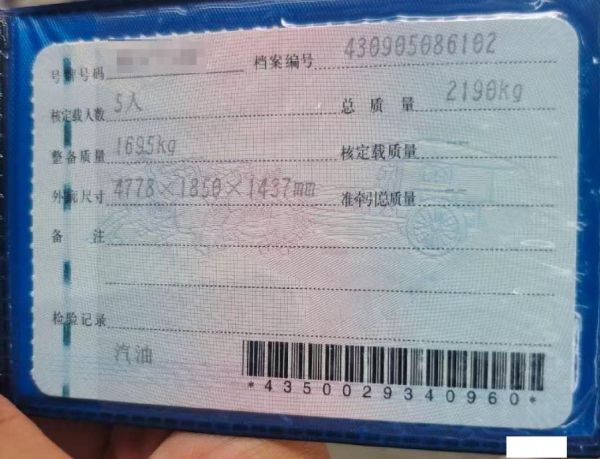 号牌号码 档案编号 430905086102
核定载人数 5人 总质量 2190kg
整备质量 1695kg 核定载质量
外廓尺寸 4778×1850×1437mm 准牵引总质量
备注
检验记录
汽油
*4350029340960*